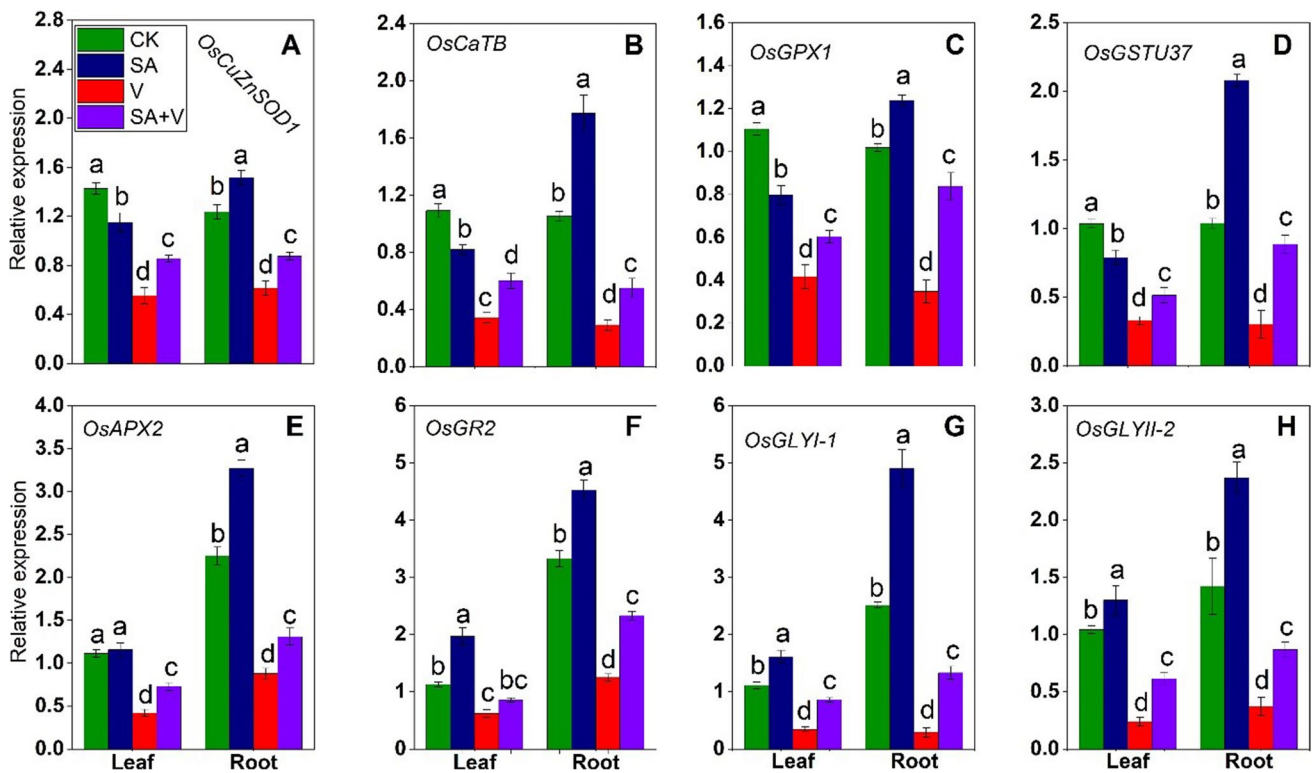 2.8
2.4
2.0
1.6
1.2
0.8
0.4
0.0
Relative expression
CK
SA
V
SA+V
OsCuZnSOD1
A
a
b
d
c
b
a
d
c
2.4
1.8
1.2
0.6
0.0
OsCaTB
B
a
b
c
d
b
a
d
c
1.6
1.4
1.2
1.0
0.8
0.6
0.4
0.2
0.0
OsGPX1
C
a
b
d
c
b
a
d
c
2.5
2.0
1.5
1.0
0.5
0.0
OsGSTU37
D
a
b
d
c
b
a
d
c
4.0
3.5
3.0
2.5
2.0
1.5
1.0
0.5
0.0
Relative expression
OsAPX2
E
a
a
d
c
b
a
d
c
Leaf Root
6
5
4
3
2
1
0
OsGR2
F
b
a
c
bc
b
a
d
c
Leaf Root
6
5
4
3
2
1
0
OsGLYI-1
G
b
a
d
c
b
a
d
c
Leaf Root
3.0
2.5
2.0
1.5
1.0
0.5
0.0
OsGLYII-2
H
b
a
d
c
b
a
d
c
Leaf Root